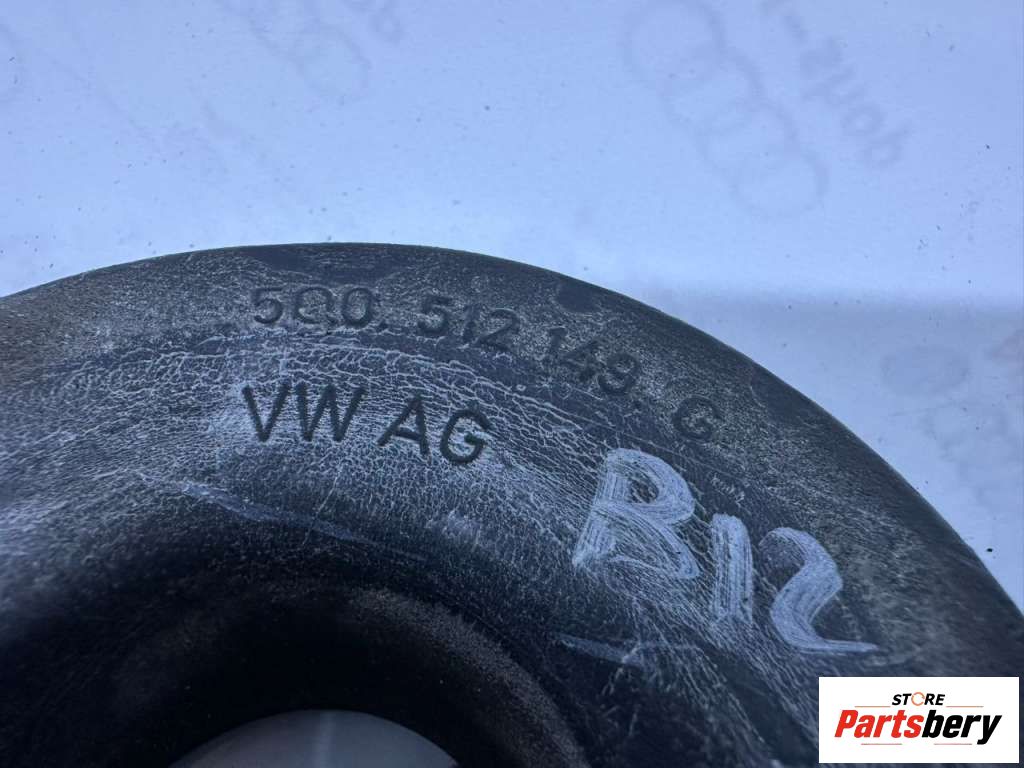 5Q0. 512 149. G
VW AG
B12
STORE
Partsbery